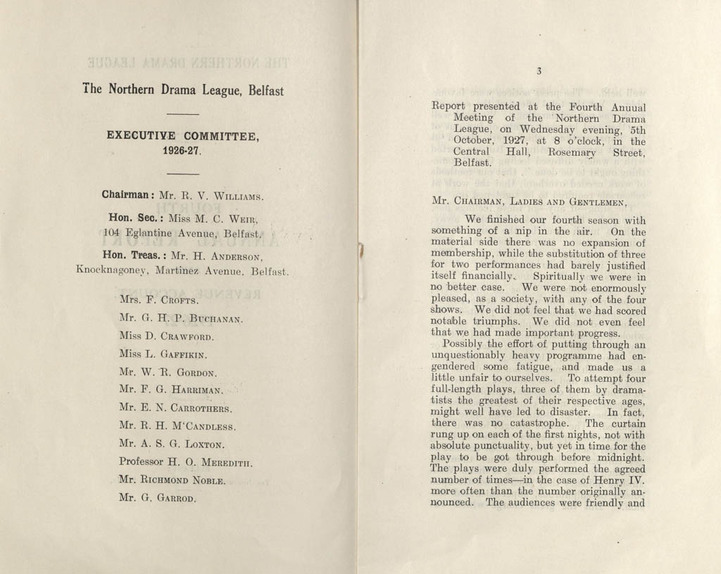 The Northern Drama League, Belfast
EXECUTIVE COMMITTEE,
1926-27.
Chairman: Mr. R. V. Williams.
Hon. Sec.: Miss M. C. Weir,
104 Eglantine Avenue, Belfast.
Hon. Treas.: Mr. H. Anderson,
Knocknagoney, Martinez Avenue, Belfast.
Mrs. F. Crofts.
Mr. G. H. P. Buchanan.
Miss D. Crawford.
Miss L. Gaffikin.
Mr. W. R. Gordon.
Mr. F. G. Harriman.
Mr. E. N. Carrothers.
Mr. R. H. M'Candless.
Mr. A. S. G. Loxton.
Professor H. O. Meredith.
Mr. Richmond Noble.
Mr. G. Garrod.
3
Report presented at the Fourth Annual
Meeting of the Northern Drama
League, on Wednesday evening, 5th
October, 1927, at 8 o'clock, in the
Central Hall, Rosemary Street,
Belfast.
Mr. Chairman, Ladies and Gentlemen,
We finished our fourth season with
something of a nip in the air. On the
material side there was no expansion of
membership, while the substitution of three
for two performances had barely justified
itself financially. Spiritually we were in
no better case. We were not enormously
pleased, as a society, with any of the four
shows. We did not feel that we had scored
notable triumphs. We did not even feel
that we had made important progress.
Possibly the effort of putting through an
unquestionably heavy programme had en-
gendered some fatigue, and made us a
little unfair to ourselves. To attempt four
full-length plays, three of them by drama-
tists the greatest of their respective ages,
might well have led to disaster. In fact,
there was no catastrophe. The curtain
rung up on each of the first nights, not with
absolute punctuality, but yet in time for the
play to be got through before midnight.
The plays were duly performed the agreed
number of times—in the case of Henry IV.
more often than the number originally an-
nounced. The audiences were friendly and